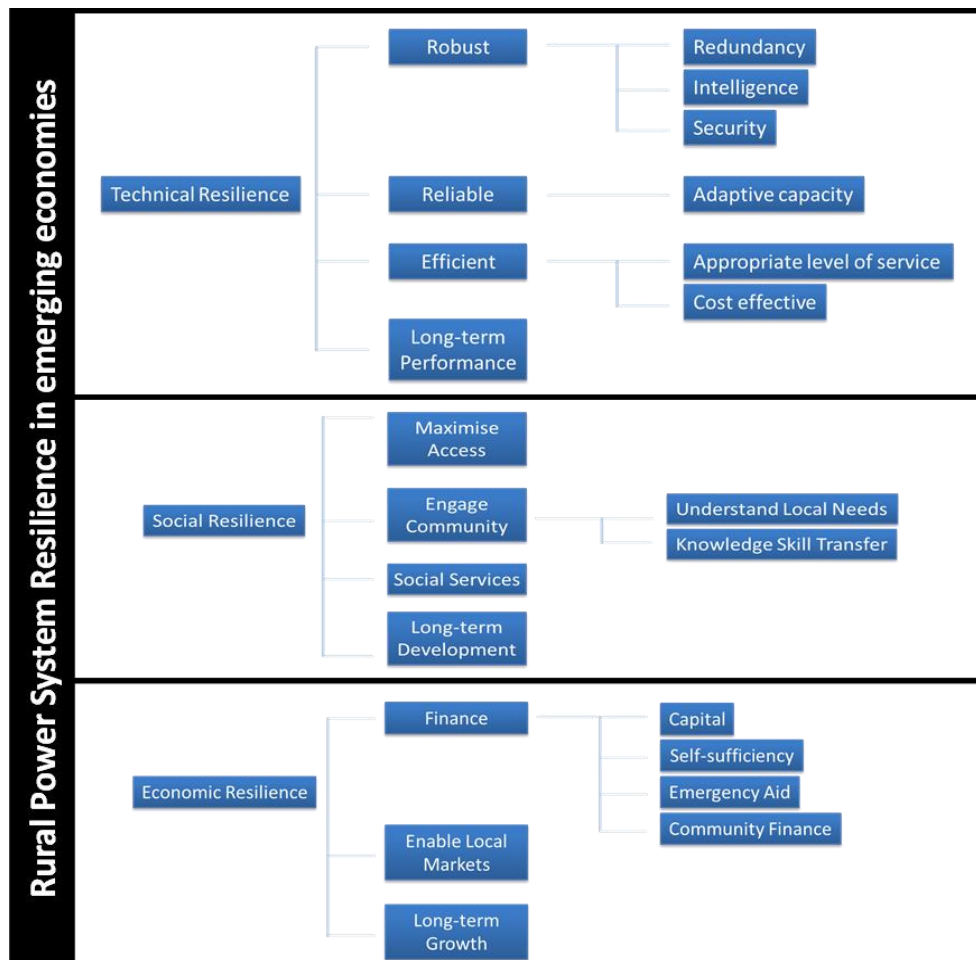 Rural Power System Resilience in emerging economies
Technical Resilience
Robust
Redundancy
Intelligence
Security
Reliable
Adaptive capacity
Efficient
Appropriate level of service
Cost effective
Long-term
Performance
Social Resilience
Maximise
Access
Engage
Community
Understand Local Needs
Knowledge Skill Transfer
Social Services
Long-term
Development
Economic Resilience
Finance
Capital
Self-sufficiency
Emergency Aid
Community Finance
Enable Local
Markets
Long-term
Growth